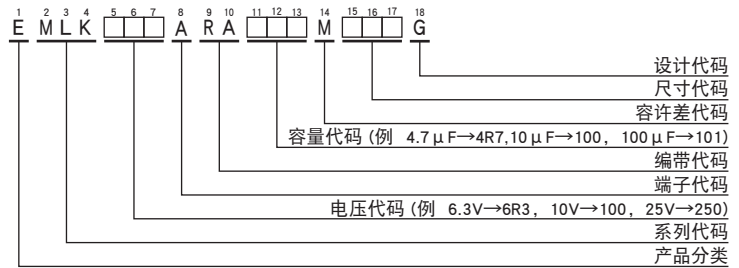 1 2 3 4 5 6 7 8 9 10 11 12 13 14 15 16 17 18
E MLK □□□ A RA □□□ M □□□ G
设计代码
尺寸代码
容许差代码
容量代码(例 4.7μF→4R7,10μF→100, 100μF→101)
编带代码
端子代码
电压代码(例 6.3V→6R3, 10V→100, 25V→250)
系列代码
产品分类